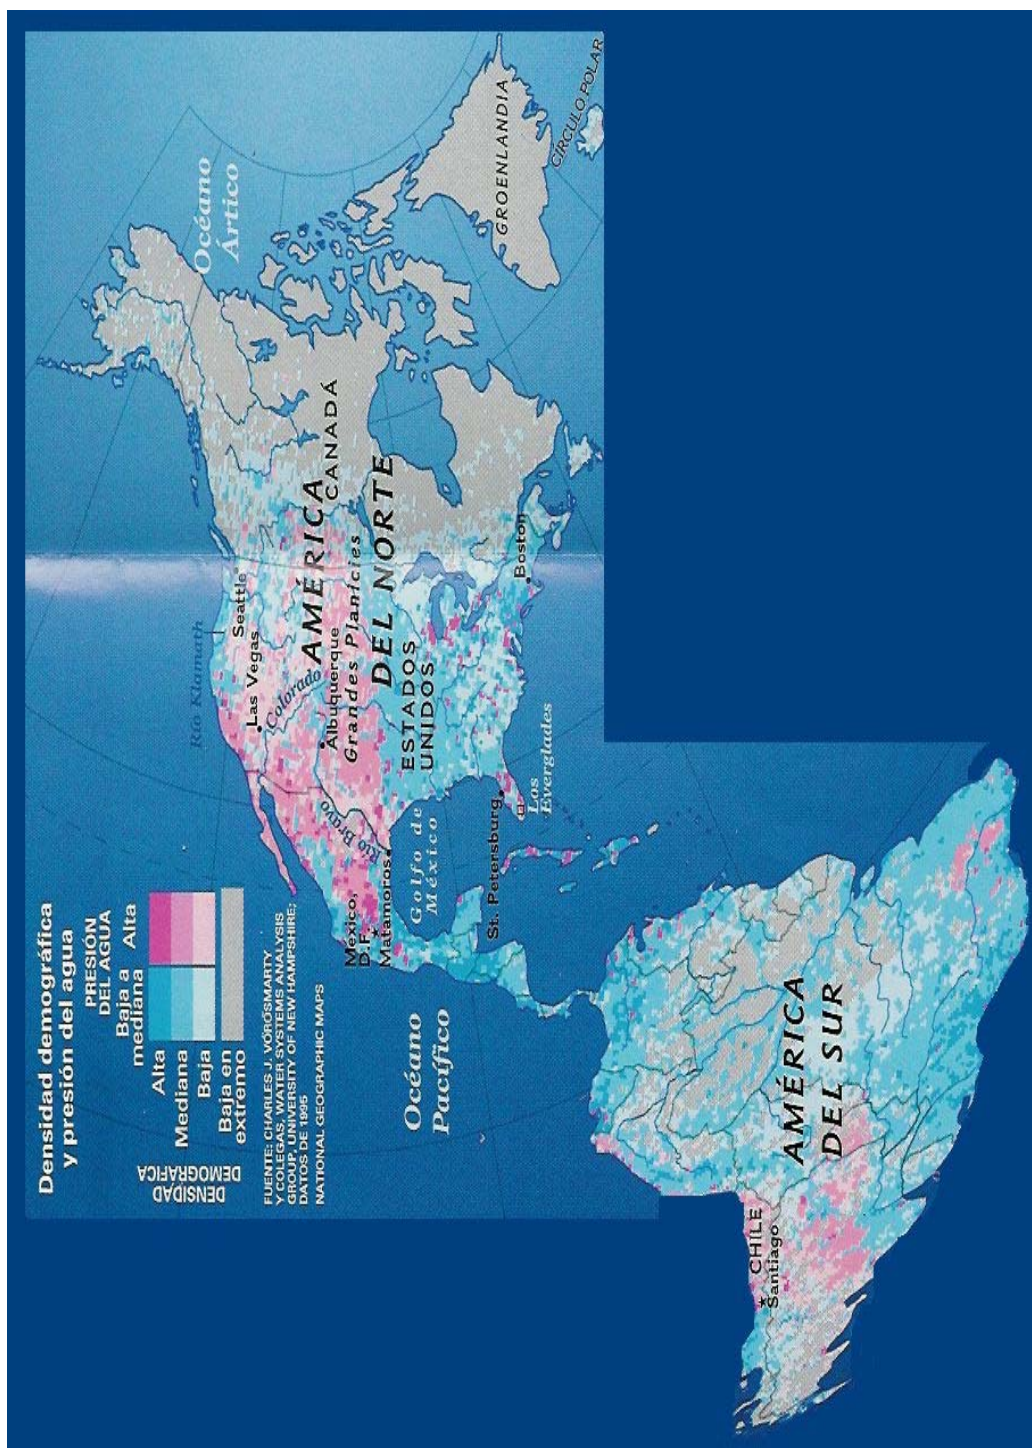 Densidad demográfica
y presión del agua
PRESIÓN
DEL AGUA
Baja a
mediana
Alta
DENSIDAD
DEMOGRAFICA
Alta
Mediana
Baja
Baja en
extremo
FUENTE: CHARLES J. VÖRÖSMARTY
Y COLEGAS, WATER SYSTEMS ANALYSIS
GROUP, UNIVERSITY OF NEW HAMPSHIRE;
DATOS DE 1995
NATIONAL GEOGRAPHIC MAPS
Océano
Ártico
GROENLANDIA
CÍRCULO POLAR
AMÉRICA
DEL NORTE
CANADÁ
Río Klamath
Seattle
Las Vegas
Colorado
Albuquerque
Grandes Planicies
ESTADOS
UNIDOS
Boston
Río Bravo
México,
D.F.
Matamoros
Golfo de
México
St. Petersburg
Los
Everglades
Océano
Pacífico
AMÉRICA
DEL SUR
CHILE
Santiago